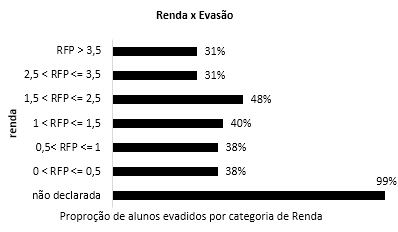 Renda x Evasão
RFP > 3,5
31%
2,5 < RFP <= 3,5
31%
1,5 < RFP <= 2,5
48%
1 < RFP <= 1,5
40%
0,5< RFP <= 1
38%
0 < RFP <= 0,5
38%
não declarada
99%
renda
Proproção de alunos evadidos por categoria de Renda